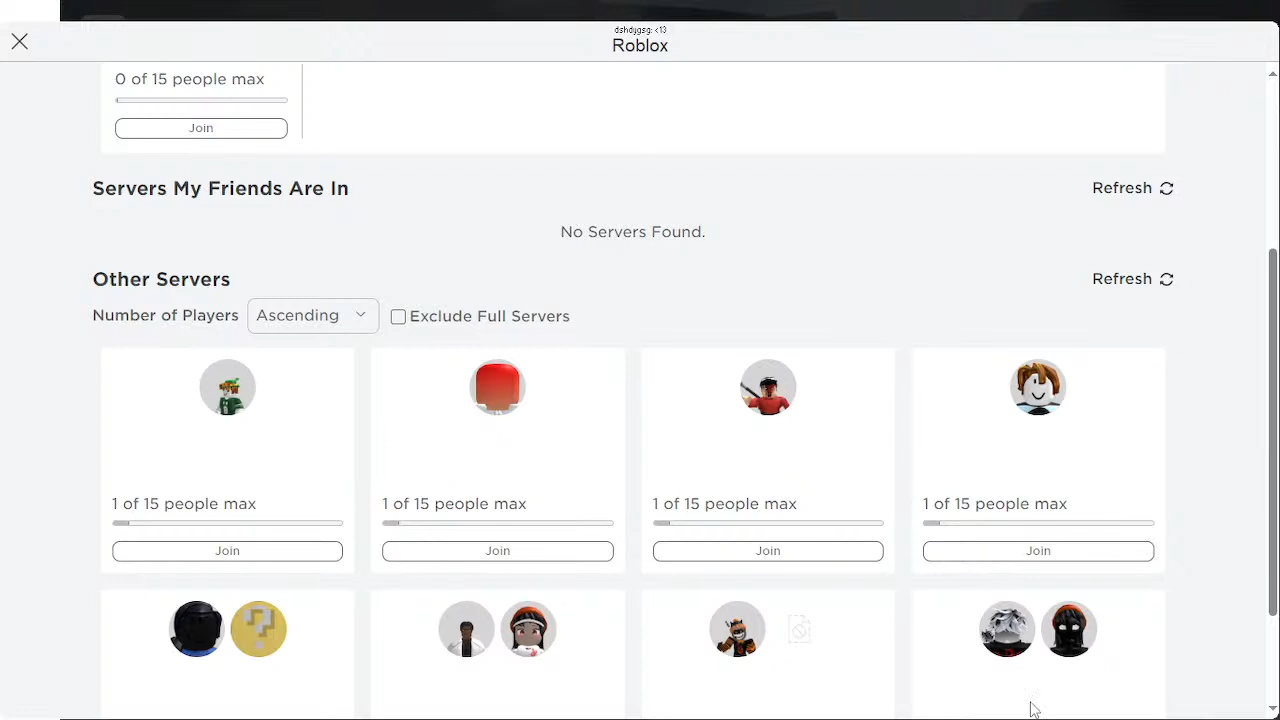 dshdygsg: <13
Roblox
0 of 15 people max
Join
Servers My Friends Are In
Refresh
No Servers Found.
Other Servers
Refresh
Number of Players Ascending Exclude Full Servers
1 of 15 people max 1 of 15 people max 1 of 15 people max 1 of 15 people max
Join Join Join Join